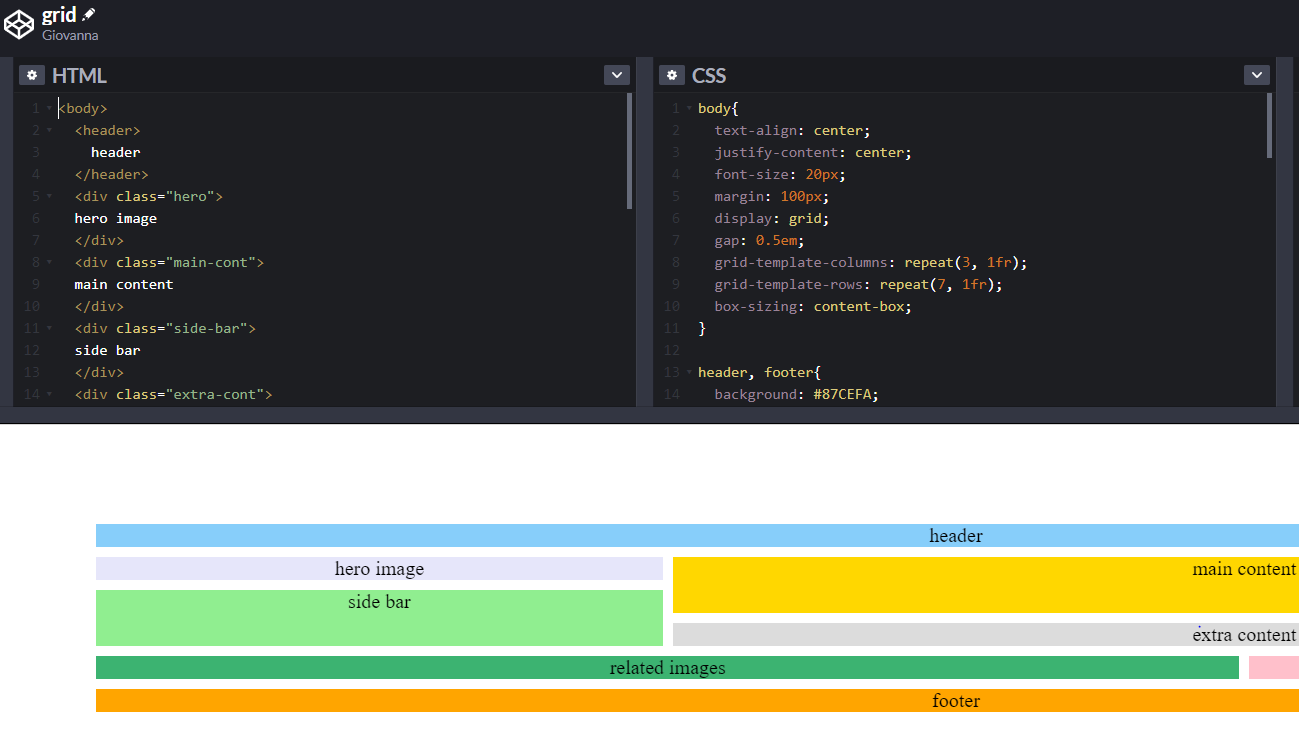 grid
Giovanna
HTML
1 <body>
2 <header>
3 header
4 </header>
5 <div class="hero">
6 hero image
7 </div>
8 <div class="main-cont">
9 main content
10 </div>
11 <div class="side-bar">
12 side bar
13 </div>
14 <div class="extra-cont">
CSS
1 body{
2 text-align: center;
3 justify-content: center;
4 font-size: 20px;
5 margin: 100px;
6 display: grid;
7 gap: 0.5em;
8 grid-template-columns: repeat(3, 1fr);
9 grid-template-rows: repeat(7, 1fr);
10 box-sizing: content-box;
11 }
12
13 header, footer{
14 background: #87CEFA;
header
hero image
main content
side bar
extra content
related images
footer